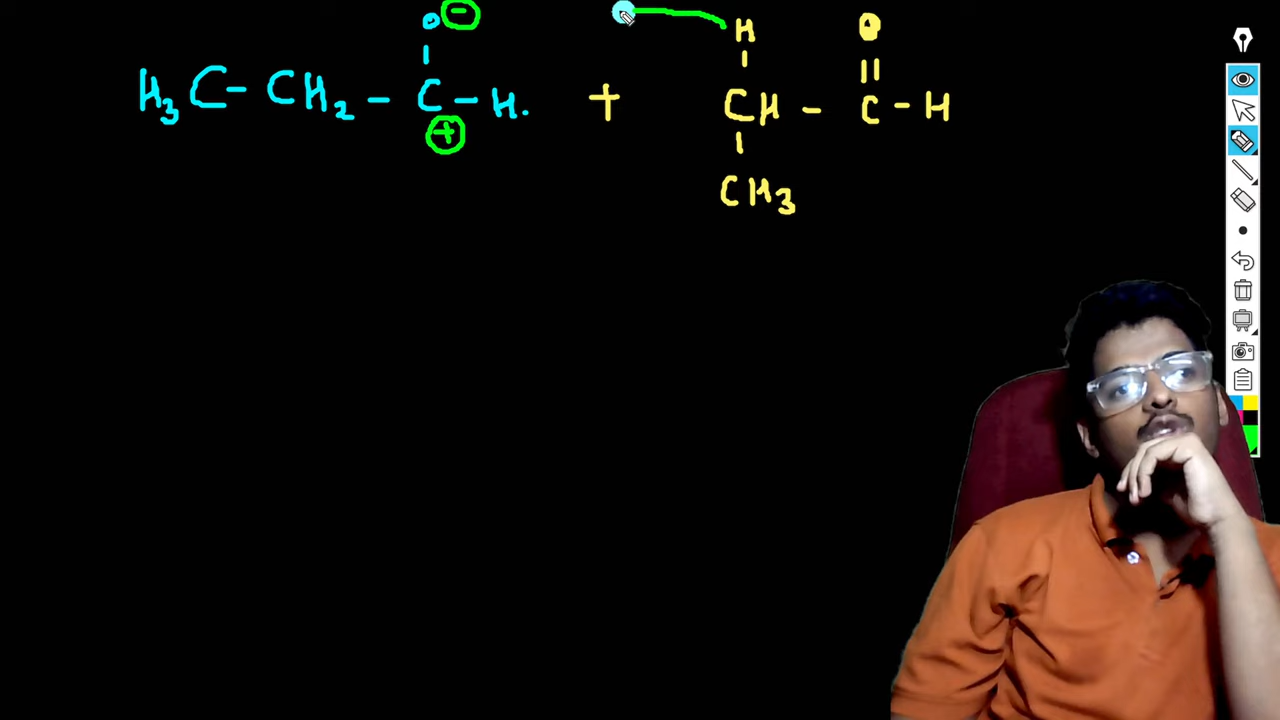 O ⊖ H O
H₃C - CH₂ - C - H. + CH - C - H
⊕
CH₃